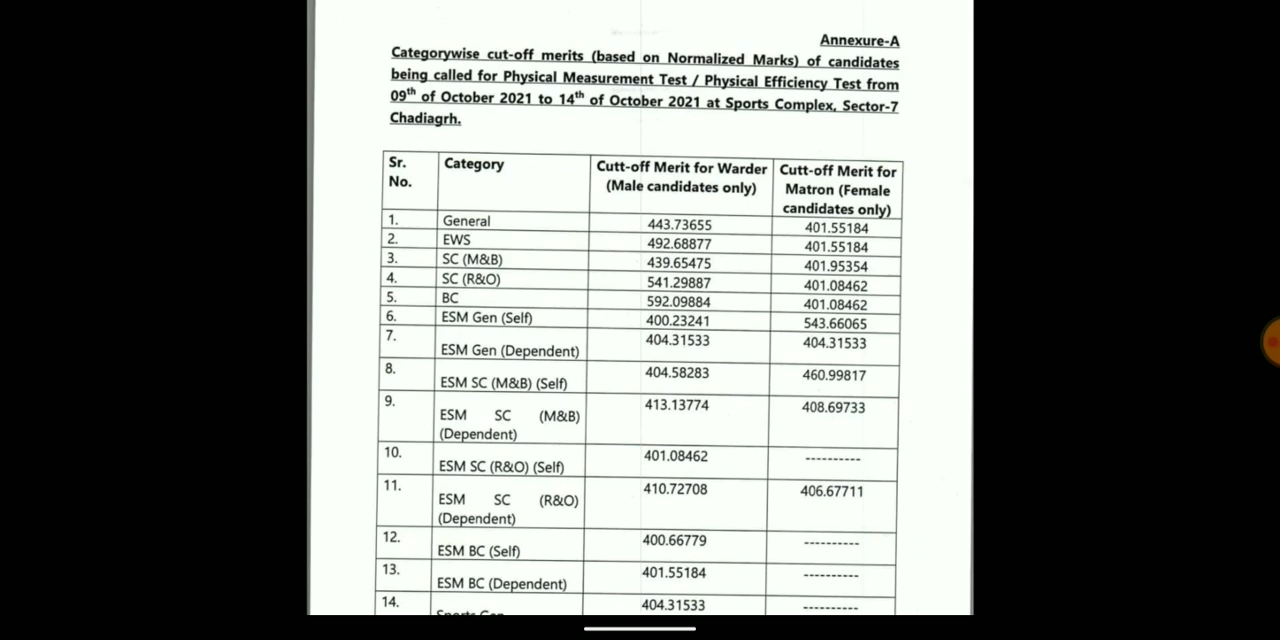 Annexure-A
Categorywise cut-off merits (based on Normalized Marks) of candidates
being called for Physical Measurement Test / Physical Efficiency Test from
09th of October 2021 to 14th of October 2021 at Sports Complex, Sector-7
Chadiagrh.
Sr. No. Category Cutt-off Merit for Warder (Male candidates only) Cutt-off Merit for Matron (Female candidates only)
1. General 443.73655 401.55184
2. EWS 492.68877 401.55184
3. SC (M&B) 439.65475 401.95354
4. SC (R&O) 541.29887 401.08462
5. BC 592.09884 401.08462
6. ESM Gen (Self) 400.23241 543.66065
7. ESM Gen (Dependent) 404.31533 404.31533
8. ESM SC (M&B) (Self) 404.58283 460.99817
9. ESM SC (M&B) (Dependent) 413.13774 408.69733
10. ESM SC (R&O) (Self) 401.08462 ----------
11. ESM SC (R&O) (Dependent) 410.72708 406.67711
12. ESM BC (Self) 400.66779 ----------
13. ESM BC (Dependent) 401.55184 ----------
14. Sports Gen 404.31533 ----------